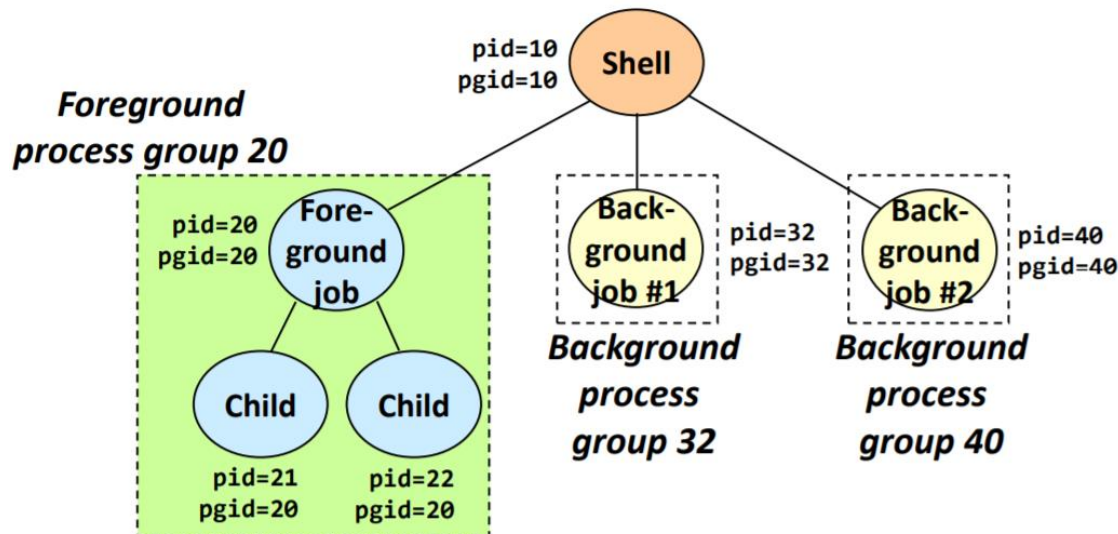 pid=10
pgid=10
Shell
Foreground
process group 20
pid=20
pgid=20
Fore-
ground
job
Back-
ground
job #1
pid=32
pgid=32
Back-
ground
job #2
pid=40
pgid=40
Background
process
group 32
Background
process
group 40
Child
Child
pid=21
pgid=20
pid=22
pgid=20